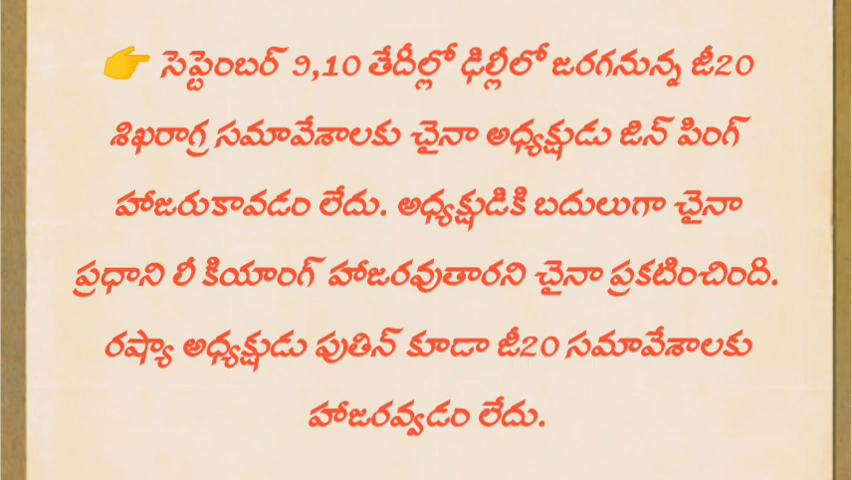 👉 సెప్టెంబర్ 9,10 తేదీల్లో ఢిల్లీలో జరగనున్న జీ20
శిఖరాగ్ర సమావేశాలకు చైనా అధ్యక్షుడు జిన్ పింగ్
హాజరుకావడం లేదు. అధ్యక్షుడికి బదులుగా చైనా
ప్రధాని లీ కియాంగ్ హాజరవుతారని చైనా ప్రకటించింది.
రష్యా అధ్యక్షుడు పుతిన్ కూడా జీ20 సమావేశాలకు
హాజరవ్వడం లేదు.